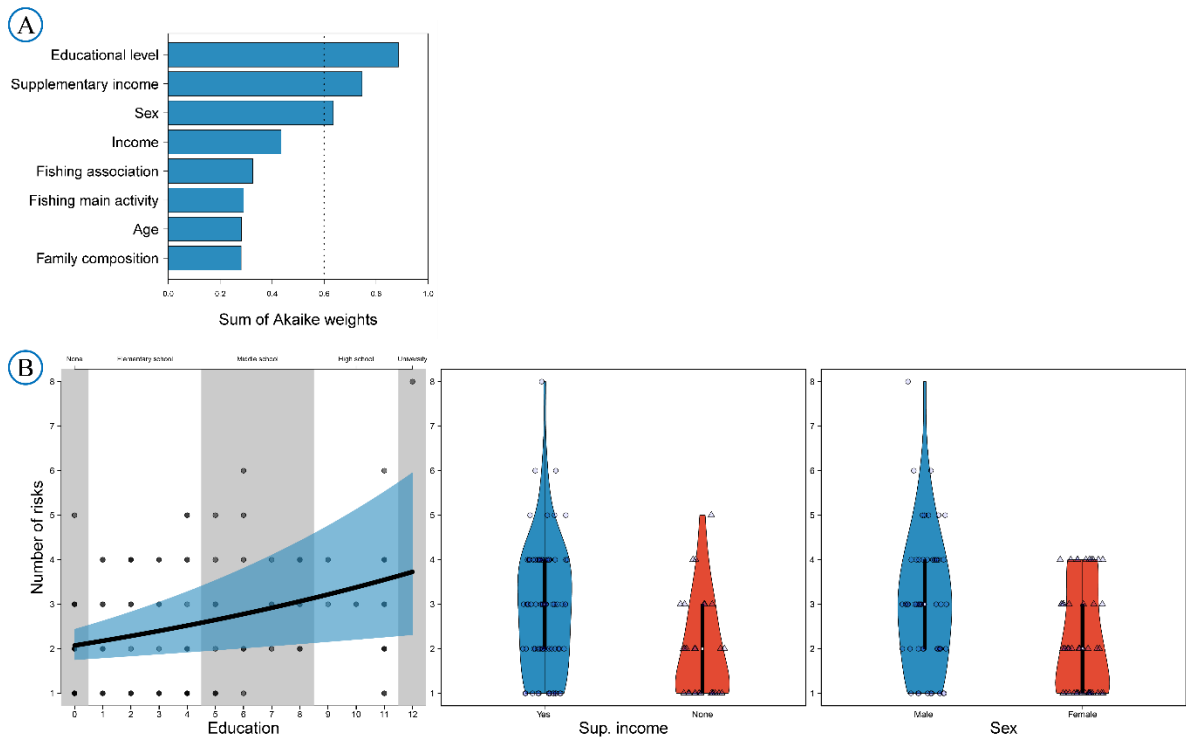 A
Educational level
Supplementary income
Sex
Income
Fishing association
Fishing main activity
Age
Family composition
0.0 0.2 0.4 0.6 0.8 1.0
Sum of Akaike weights
B
None Elementary school Middle school High school University
Number of risks
8
7
6
5
4
3
2
1
0 1 2 3 4 5 6 7 8 9 10 11 12
Education
8
7
6
5
4
3
2
1
Yes None
Sup. income
8
7
6
5
4
3
2
1
Male Female
Sex